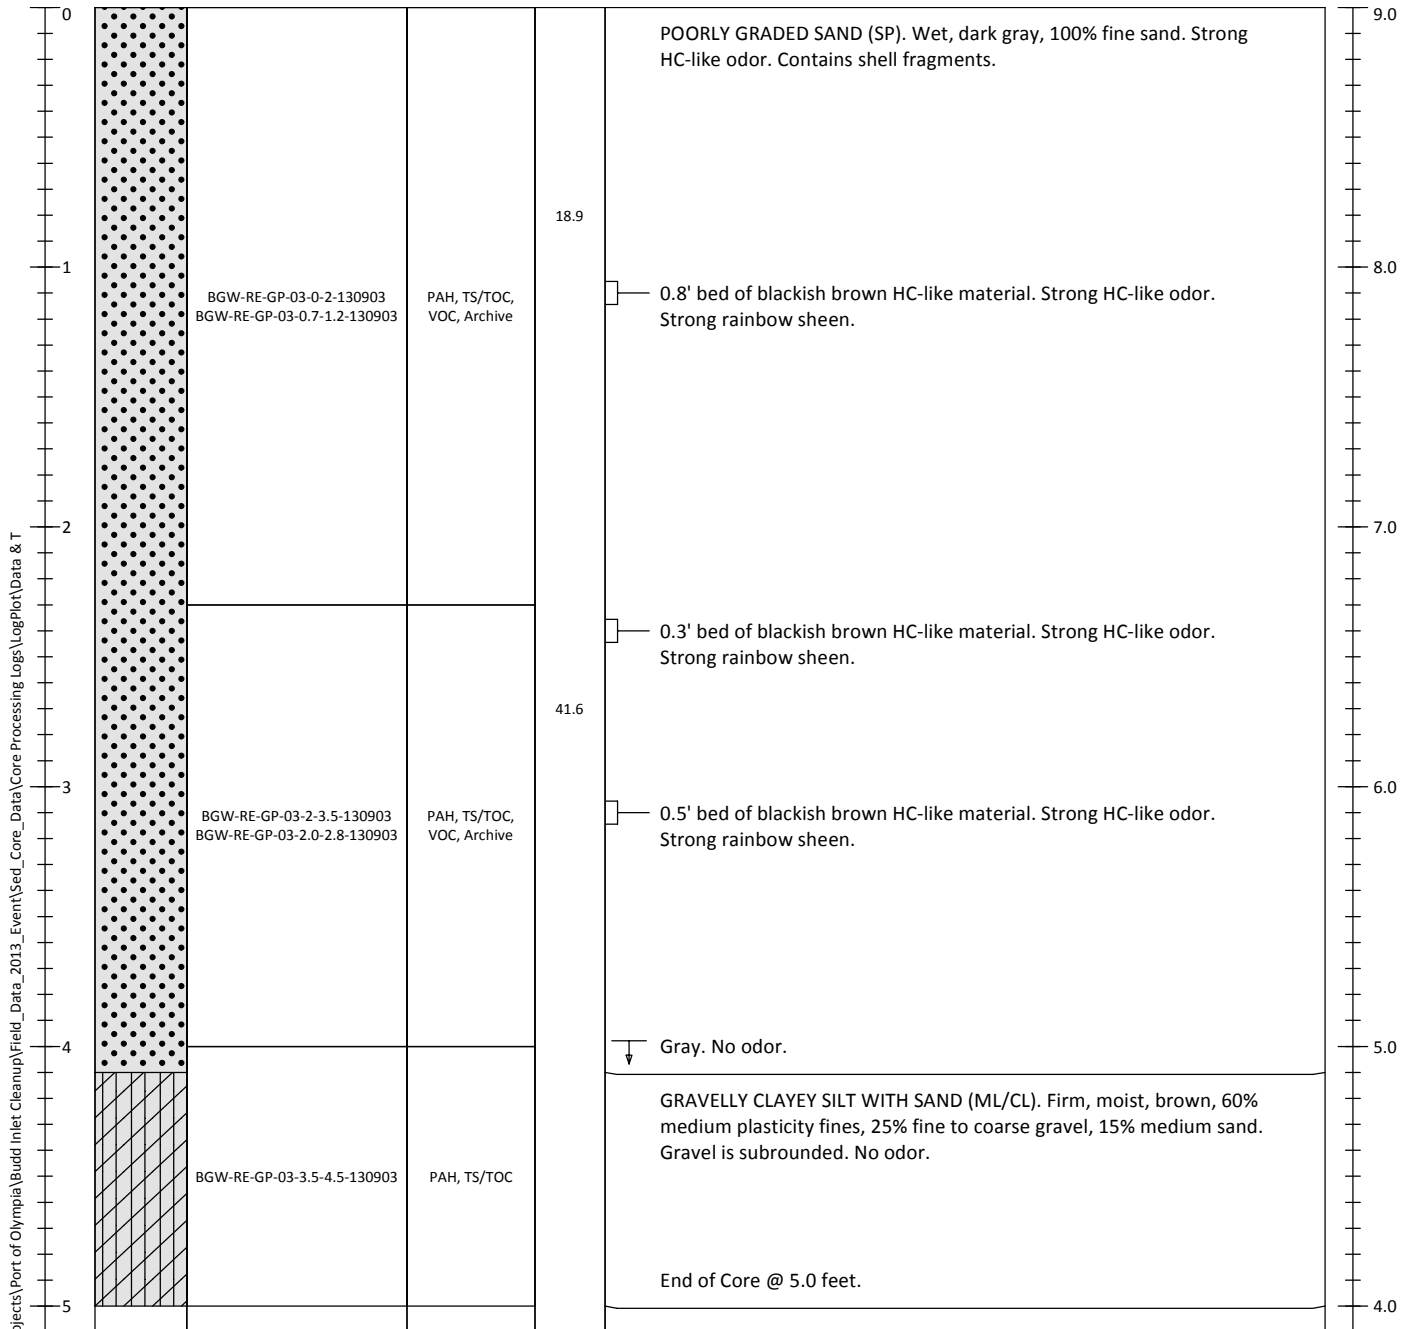 0
9.0
POORLY GRADED SAND (SP). Wet, dark gray, 100% fine sand. Strong
HC-like odor. Contains shell fragments.
18.9
1
8.0
BGW-RE-GP-03-0-2-130903
BGW-RE-GP-03-0.7-1.2-130903
PAH, TS/TOC,
VOC, Archive
0.8' bed of blackish brown HC-like material. Strong HC-like odor.
Strong rainbow sheen.
2
7.0
0.3' bed of blackish brown HC-like material. Strong HC-like odor.
Strong rainbow sheen.
41.6
3
6.0
BGW-RE-GP-03-2-3.5-130903
BGW-RE-GP-03-2.0-2.8-130903
PAH, TS/TOC,
VOC, Archive
0.5' bed of blackish brown HC-like material. Strong HC-like odor.
Strong rainbow sheen.
4
Gray. No odor.
5.0
GRAVELLY CLAYEY SILT WITH SAND (ML/CL). Firm, moist, brown, 60%
medium plasticity fines, 25% fine to coarse gravel, 15% medium sand.
Gravel is subrounded. No odor.
BGW-RE-GP-03-3.5-4.5-130903
PAH, TS/TOC
End of Core @ 5.0 feet.
5
4.0
ojects\Port of Olympia\Budd Inlet Cleanup\Field_Data_2013_Event\Sed_Core_Data\Core Processing Logs\LogPlot\Data & T